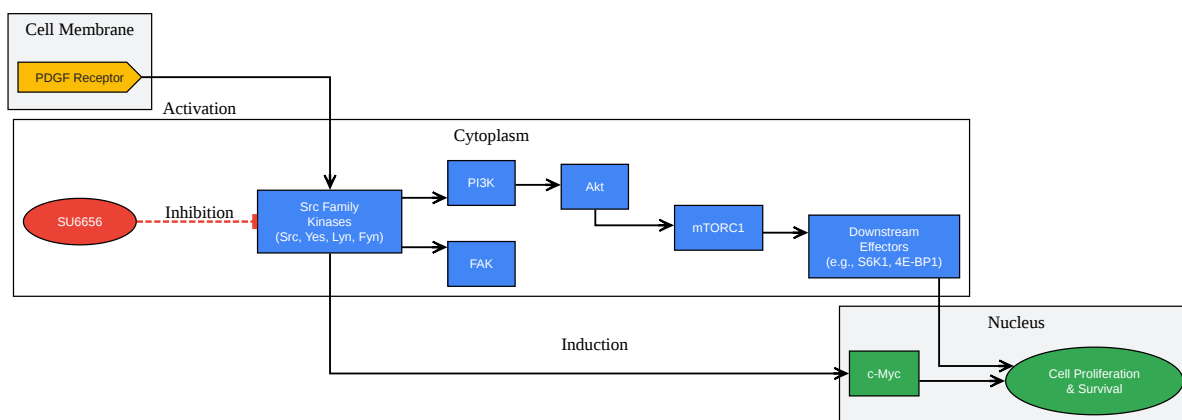 Cell Membrane
PDGF Receptor
Activation
Cytoplasm
SU6656
Inhibition
Src Family
Kinases
(Src, Yes, Lyn, Fyn)
PI3K
Akt
FAK
mTORC1
Downstream
Effectors
(e.g., S6K1, 4E-BP1)
Induction
Nucleus
c-Myc
Cell Proliferation
& Survival